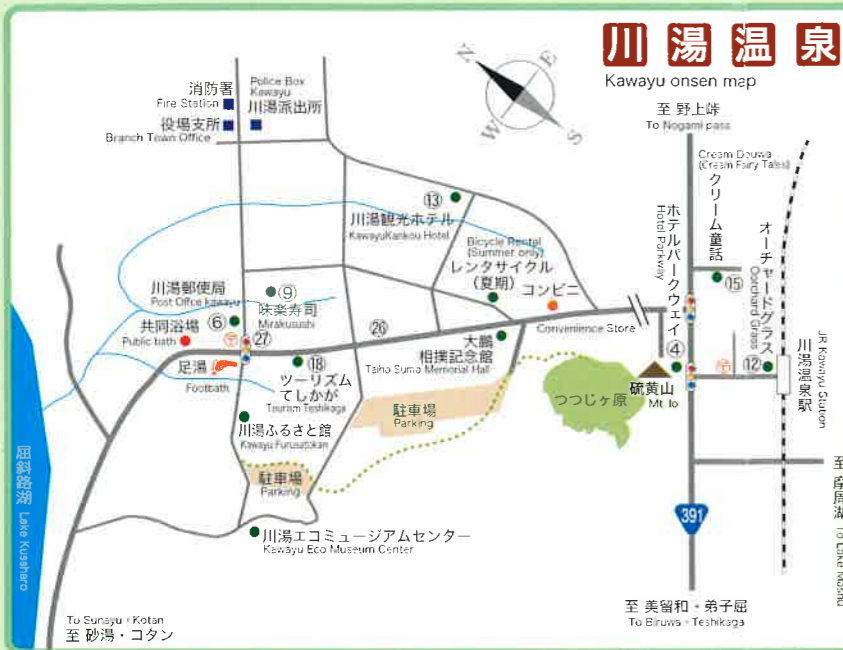 川湯温泉
Kawayu onsen map
N
E
W
S
消防署
Fire Station
役場支所
Branch Town Office
Police Box
Kawayu
川湯派出所
至 野上峠
To Nogami pass
Cream Douwa
(Cream Fairy Tales)
クリーム童話
⑮
ホテルパークウェイ
Hotel Parkway
④
オーチャードグラス
Oorchard Grass
⑫
川湯温泉駅
JR Kawayu Station
⑬
川湯観光ホテル
KawayuKankou Hotel
Bicycle Rental
(Summer only)
レンタサイクル
(夏期)
コンビニ
Convenience Store
川湯郵便局
Post Offce kawayu
⑨
味楽寿司
Mirakusushi
共同浴場
Public bath
⑥
〒
㉗
㉖
足湯
Footbath
⑱
ツーリズム
てしかが
Tourism Teshikaga
大鵬
相撲記念館
Taiho Sumo Memorial Hall
つつじヶ原
硫黄山
Mt. Io
〒
川湯ふるさと館
Kawayu Furusatokan
駐車場
Parking
駐車場
Parking
川湯エコミュージアムセンター
Kawayu Eco Museum Center
屈斜路湖
Lake Kussharo
391
至 摩周湖
To Lake Mashu
To Sunayu・Kotan
至 砂湯・コタン
至 美留和・弟子屈
To Biruwa・Teshikaga